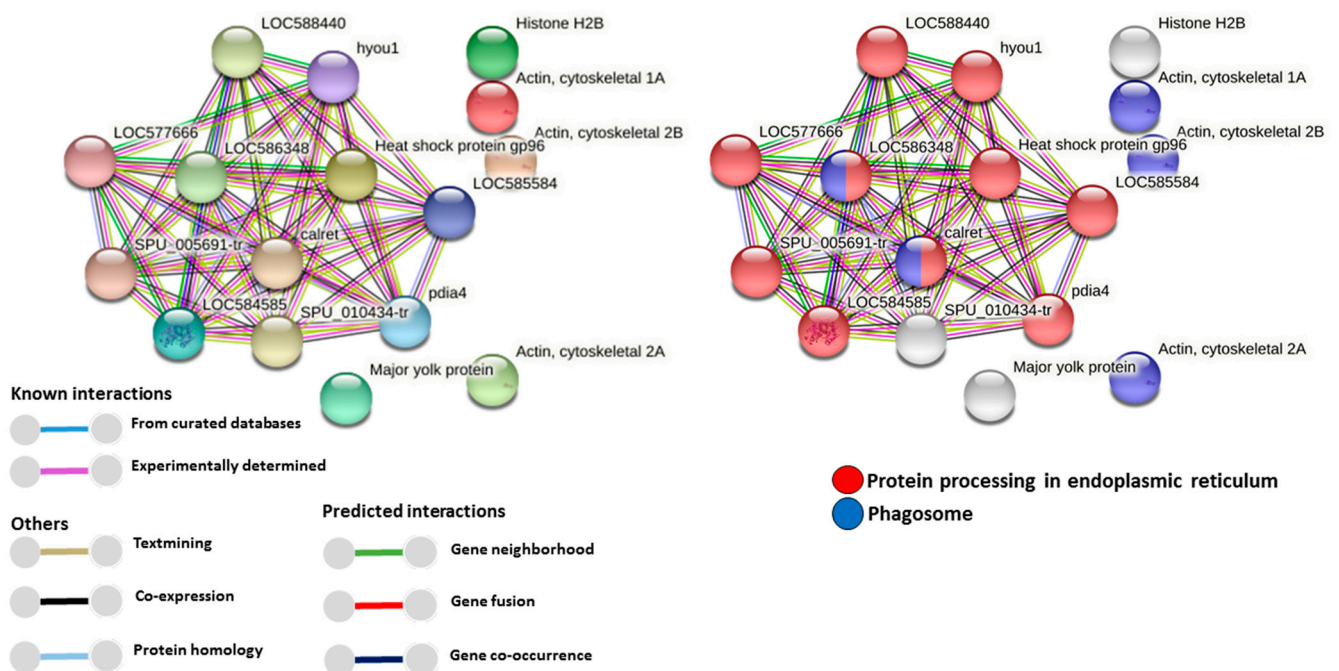 LOC588440
hyou1
Histone H2B
Actin, cytoskeletal 1A
LOC577666
LOC586348
Heat shock protein gp96
Actin, cytoskeletal 2B
LOC585584
SPU_005691-tr
calret
LOC584585
SPU_010434-tr
pdia4
Major yolk protein
Actin, cytoskeletal 2A
LOC588440
hyou1
Histone H2B
Actin, cytoskeletal 1A
LOC577666
LOC586348
Heat shock protein gp96
Actin, cytoskeletal 2B
LOC585584
SPU_005691-tr
calret
LOC584585
SPU_010434-tr
pdia4
Major yolk protein
Actin, cytoskeletal 2A
Known interactions
From curated databases
Experimentally determined
Others
Textmining
Co-expression
Protein homology
Predicted interactions
Gene neighborhood
Gene fusion
Gene co-occurrence
Protein processing in endoplasmic reticulum
Phagosome